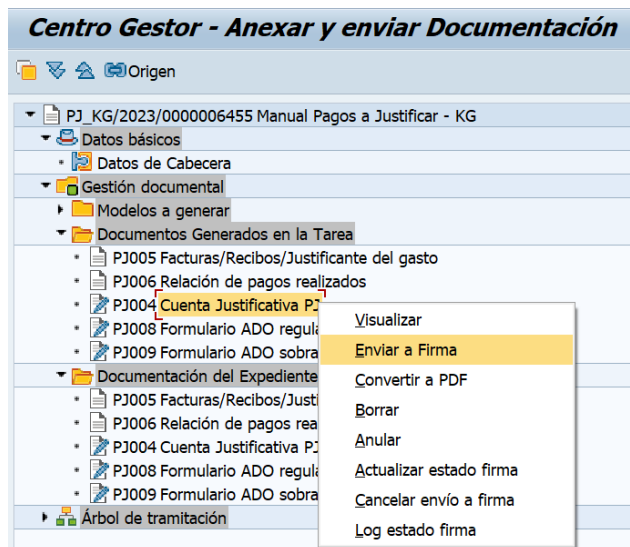 Centro Gestor - Anexar y enviar Documentación
Origen
PJ_KG/2023/0000006455 Manual Pagos a Justificar - KG
Datos básicos
Datos de Cabecera
Gestión documental
Modelos a generar
Documentos Generados en la Tarea
PJ005 Facturas/Recibos/Justificante del gasto
PJ006 Relación de pagos realizados
PJ004 Cuenta Justificativa PJ
PJ008 Formulario ADO regula
PJ009 Formulario ADO sobra
Documentación del Expediente
PJ005 Facturas/Recibos/Justi
PJ006 Relación de pagos rea
PJ004 Cuenta Justificativa PJ
PJ008 Formulario ADO regula
PJ009 Formulario ADO sobra
Árbol de tramitación
Visualizar
Enviar a Firma
Convertir a PDF
Borrar
Anular
Actualizar estado firma
Cancelar envío a firma
Log estado firma